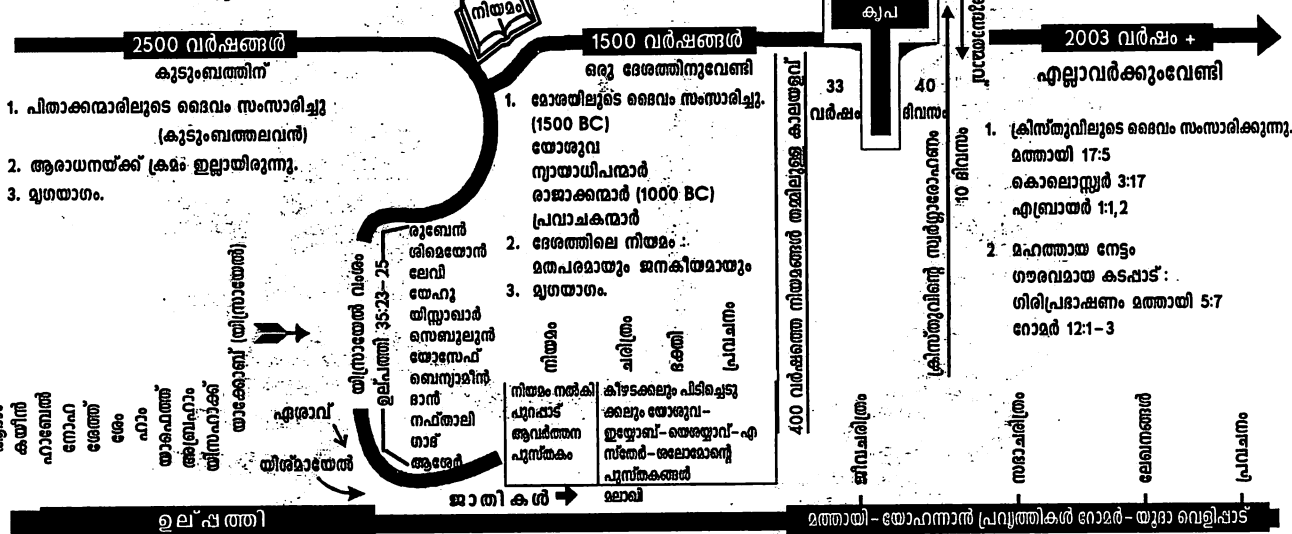 നിയമം
കൃപ
2500 വർഷങ്ങൾ
കുടുംബത്തിന്
1. പിതാക്കന്മാരിലൂടെ ദൈവം സംസാരിച്ചു
(കുടുംബത്തലവൻ)
2. ആരാധനയ്ക്ക് ക്രമം ഇല്ലായിരുന്നു.
3. മൃഗയാഗം.
കയീൻ
ഹാബേൽ
നോഹ
ശേത്ത്
ശേം
ഹാം
യാഫെത്ത്
അബ്രഹാം
യിസഹാക്ക്
യാക്കോബ് (യിസ്രായേൽ)
ഏശാവ്
യിശ്മായേൽ
യിസ്രായേൽ വംശം
ഉല്പത്തി 35:23-25
രൂബേൻ
ശിമെയോൻ
ലേവി
യേഹൂ
യിസ്സാഖാർ
സെബൂലൂൻ
യോസേഫ്
ബെന്യാമീൻ
ദാൻ
നഫ്താലി
ഗാദ്
ആശേർ
ജാതികൾ
1500 വർഷങ്ങൾ
ഒരു ദേശത്തിനുവേണ്ടി
1. മോശയിലൂടെ ദൈവം സംസാരിച്ചു.
(1500 BC)
യോശുവ
ന്യായാധിപന്മാർ
രാജാക്കന്മാർ (1000 BC)
പ്രവാചകന്മാർ
2. ദേശത്തിലെ നിയമം :
മതപരമായും ജനകീയമായും
3. മൃഗയാഗം.
നിയമം
ചരിത്രം
ഭക്തി
പ്രവചനം
നിയമം നൽകി
പുറപ്പാട്
ആവർത്തന
പുസ്തകം
കീഴടക്കലും പിടിച്ചെടു
ക്കലും യോശുവ-
ഇയ്യോബ്-യെശയ്യാവ്-എ
സ്തേർ-ശലോമോന്റെ
പുസ്തകങ്ങൾ
മലാഖി
400 വർഷത്തെ നിയമങ്ങൾ തമ്മിലുള്ള കാലയളവ്
33
വർഷം
40
ദിവസം
ക്രിസ്തുവിന്റെ സ്വർഗ്ഗാരോഹണം
10 ദിവസം
2003 വർഷം +
എല്ലാവർക്കുംവേണ്ടി
1. ക്രിസ്തുവിലൂടെ ദൈവം സംസാരിക്കുന്നു.
മത്തായി 17:5
കൊലൊസ്സ്യർ 3:17
എബ്രായർ 1:1,2
2 മഹത്തായ നേട്ടം
ഗൗരവമായ കടപ്പാട് :
ഗിരിപ്രഭാഷണം മത്തായി 5:7
റോമർ 12:1-3
ജീവചരിത്രം
സഭാചരിത്രം
ലേഖനങ്ങൾ
പ്രവചനം
ഉല്പത്തി
മത്തായി-യോഹന്നാൻ പ്രവൃത്തികൾ റോമർ-യൂദാ വെളിപ്പാട്